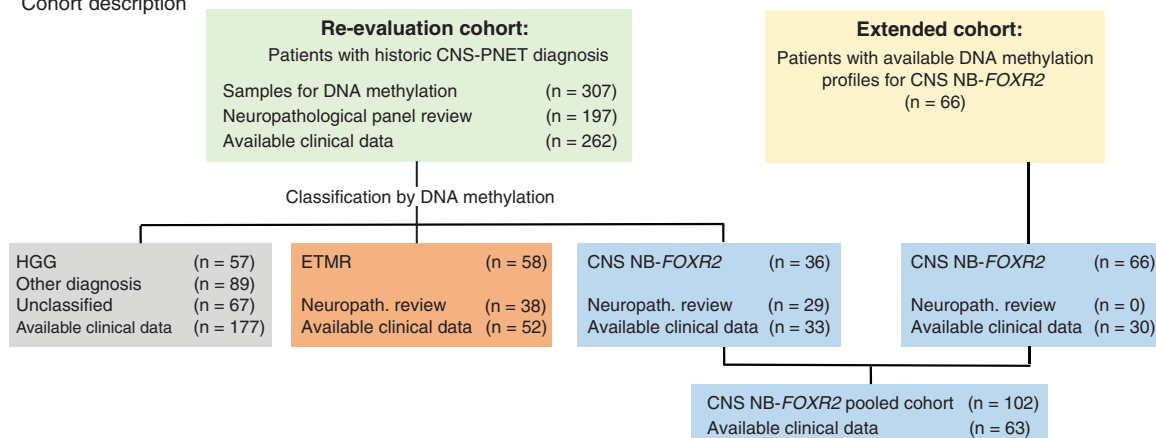 Cohort description
Re-evaluation cohort:
Patients with historic CNS-PNET diagnosis
Samples for DNA methylation (n = 307)
Neuropathological panel review (n = 197)
Available clinical data (n = 262)
Extended cohort:
Patients with available DNA methylation
profiles for CNS NB-FOXR2
(n = 66)
Classification by DNA methylation
HGG (n = 57)
Other diagnosis (n = 89)
Unclassified (n = 67)
Available clinical data (n = 177)
ETMR (n = 58)
Neuropath. review (n = 38)
Available clinical data (n = 52)
CNS NB-FOXR2 (n = 36)
Neuropath. review (n = 29)
Available clinical data (n = 33)
CNS NB-FOXR2 (n = 66)
Neuropath. review (n = 0)
Available clinical data (n = 30)
CNS NB-FOXR2 pooled cohort (n = 102)
Available clinical data (n = 63)